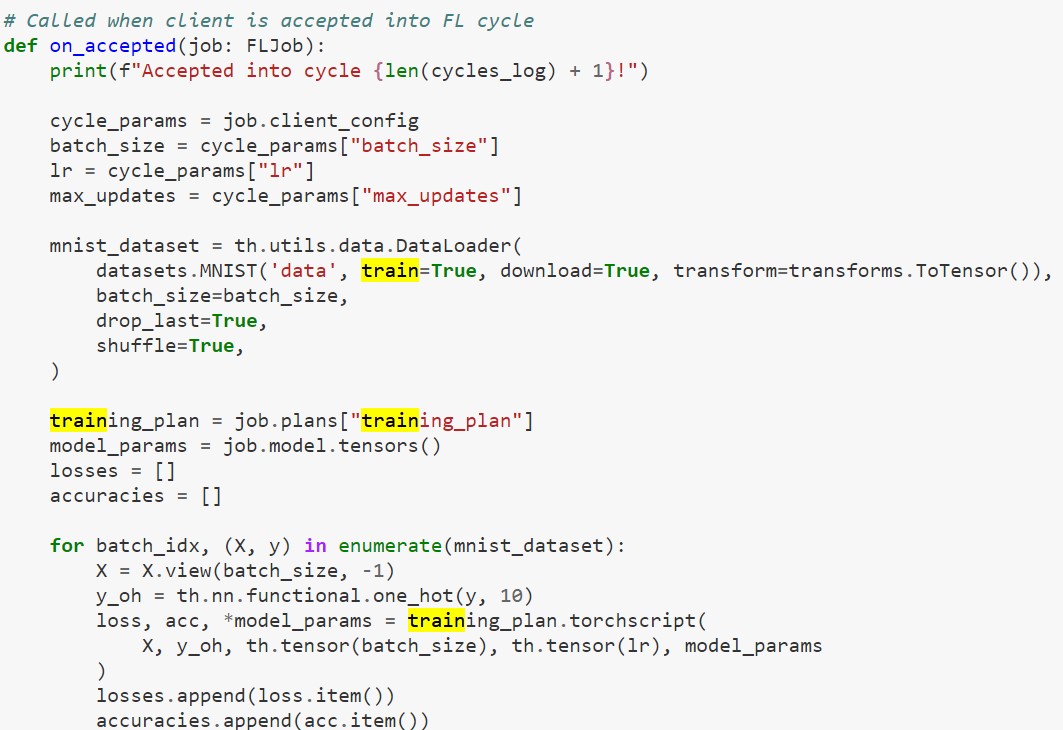 # Called when client is accepted into FL cycle
def on_accepted(job: FLJob):
    print(f"Accepted into cycle {len(cycles_log) + 1}!")

    cycle_params = job.client_config
    batch_size = cycle_params["batch_size"]
    lr = cycle_params["lr"]
    max_updates = cycle_params["max_updates"]

    mnist_dataset = th.utils.data.DataLoader(
        datasets.MNIST('data', train=True, download=True, transform=transforms.ToTensor()),
        batch_size=batch_size,
        drop_last=True,
        shuffle=True,
    )

    training_plan = job.plans["training_plan"]
    model_params = job.model.tensors()
    losses = []
    accuracies = []

    for batch_idx, (X, y) in enumerate(mnist_dataset):
        X = X.view(batch_size, -1)
        y_oh = th.nn.functional.one_hot(y, 10)
        loss, acc, *model_params = training_plan.torchscript(
            X, y_oh, th.tensor(batch_size), th.tensor(lr), model_params
        )
        losses.append(loss.item())
        accuracies.append(acc.item())